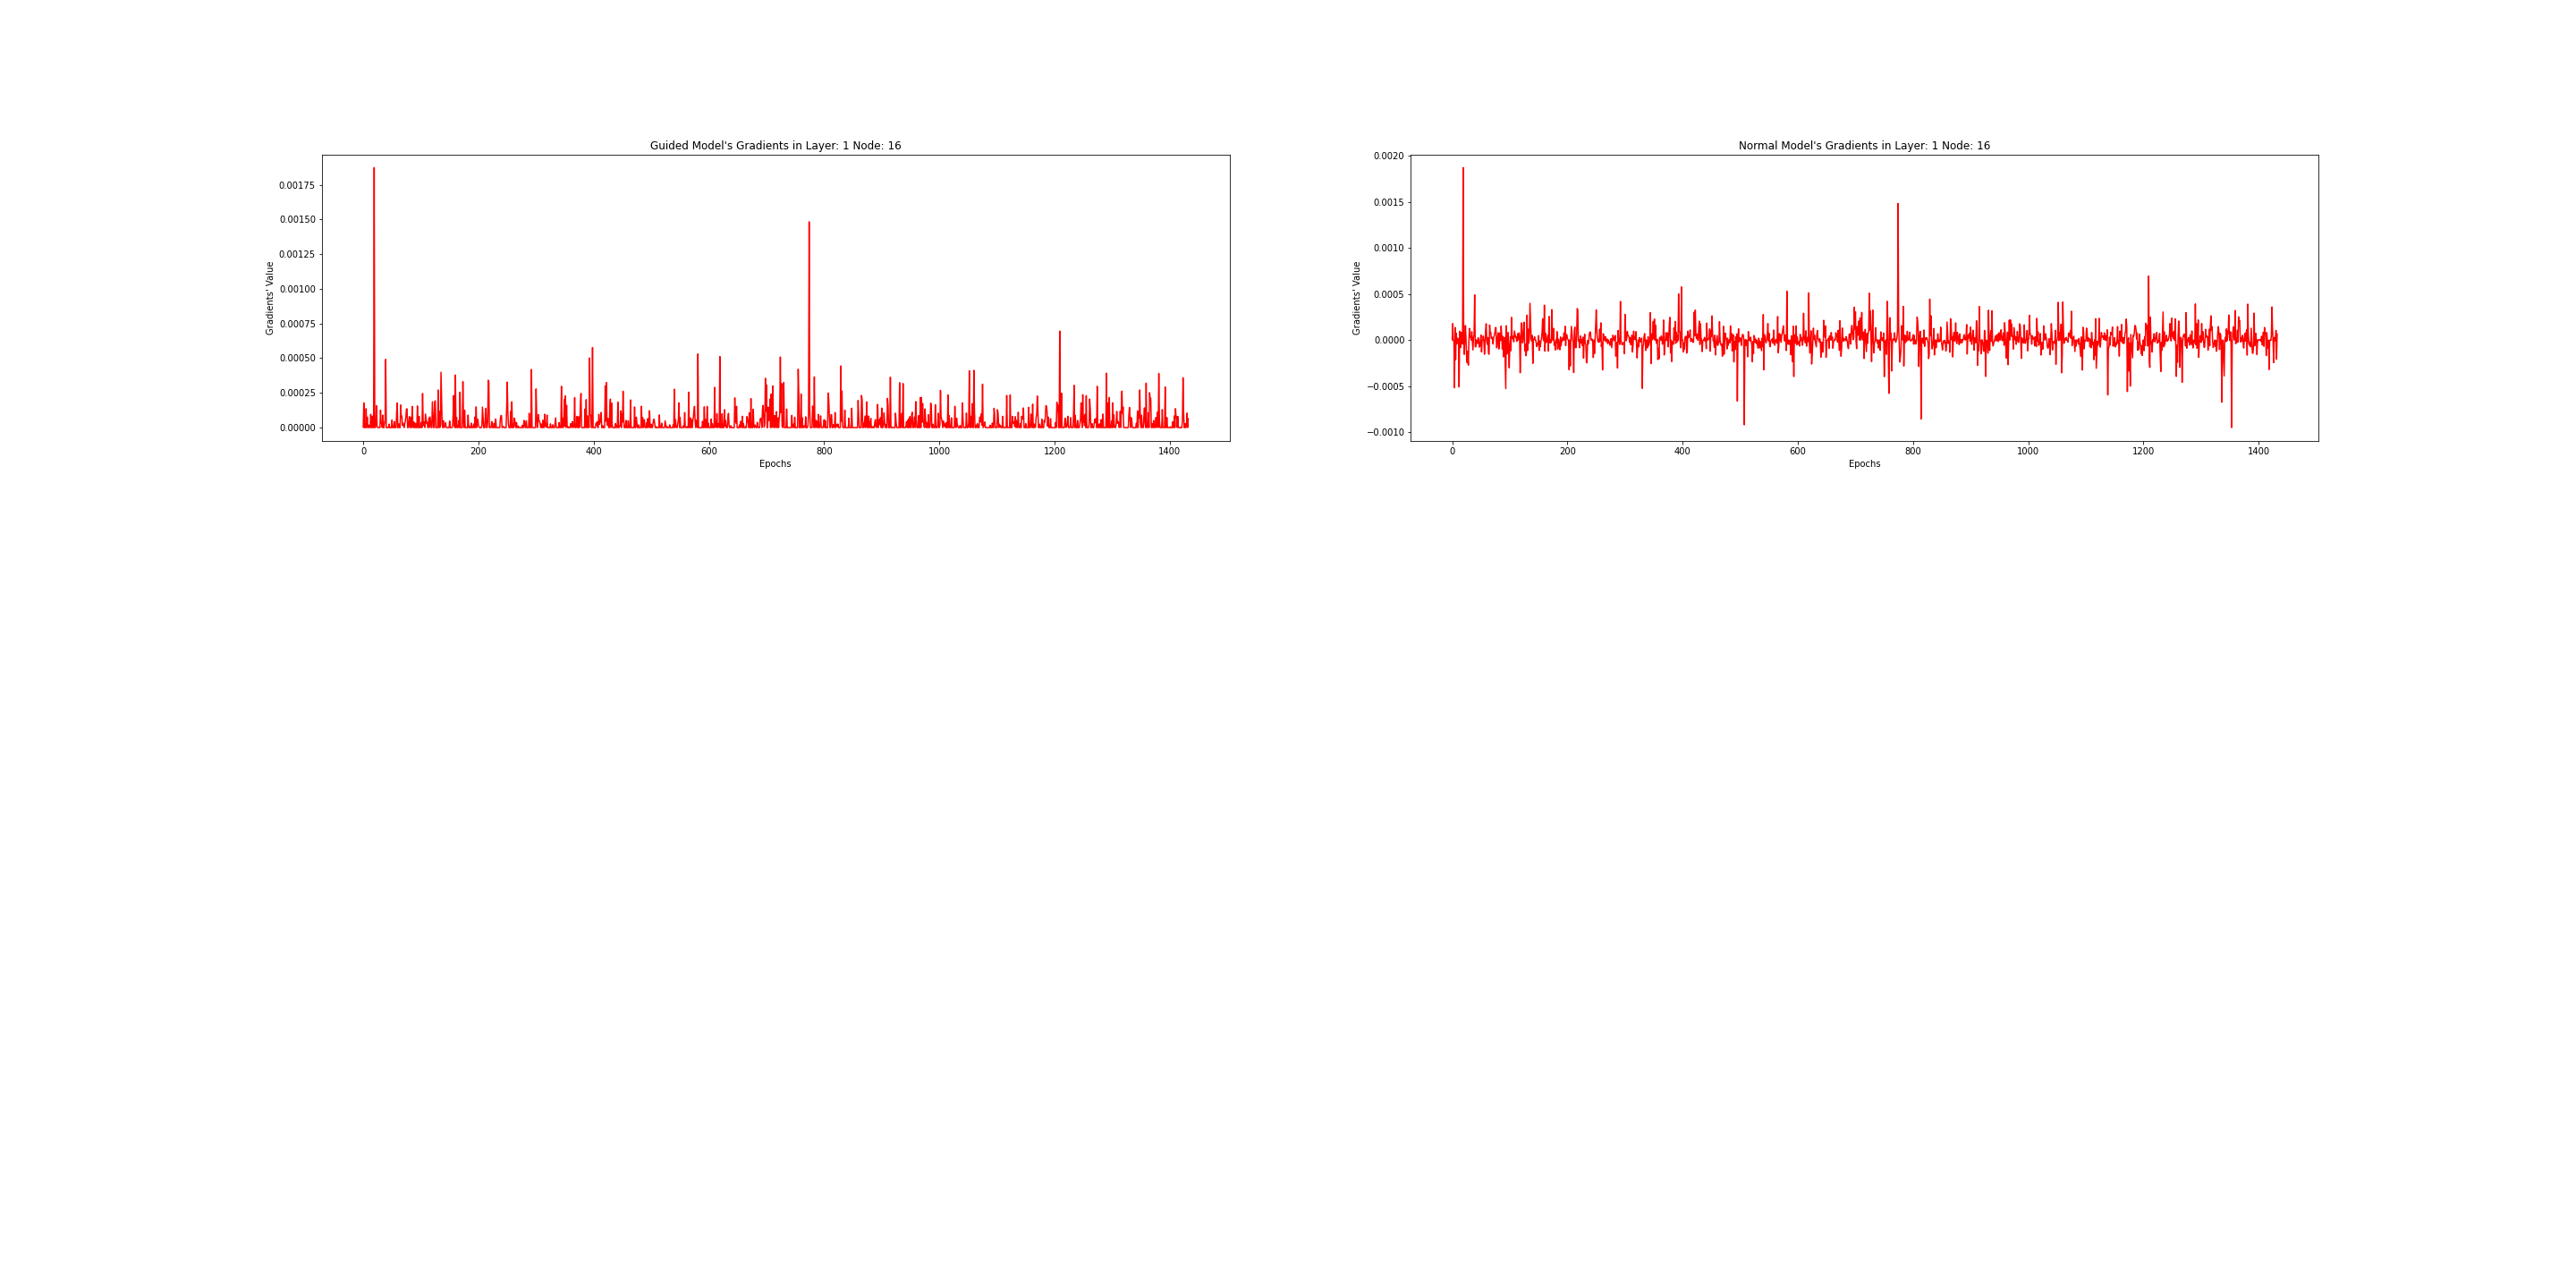 Guided Model's Gradients in Layer: 1 Node: 16
0.00175
0.00150
0.00125
0.00100
0.00075
0.00050
0.00025
0.00000
Gradients' Value
0 200 400 600 800 1000 1200 1400
Epochs
Normal Model's Gradients in Layer: 1 Node: 16
0.0020
0.0015
0.0010
0.0005
0.0000
−0.0005
−0.0010
Gradients' Value
0 200 400 600 800 1000 1200 1400
Epochs